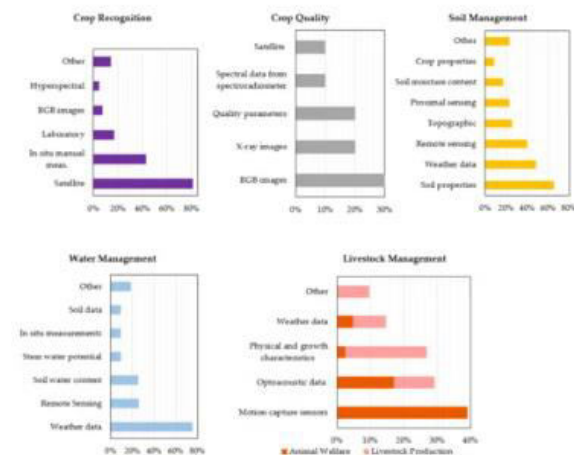 Crop Recognition
Other
Hyperspectral
RGB images
Laboratory
In situ manual
meas.
Satellite
0% 20% 40% 60% 80%
Crop Quality
Satellite
Spectral data from
spectroradiometer
Quality parameters
X-ray images
RGB images
0% 10% 20% 30%
Soil Management
Other
Crop properties
Soil moisture content
Proximal sensing
Topographic
Remote sensing
Weather data
Soil properties
0% 20% 40% 60% 80%
Water Management
Other
Soil data
In situ measurements
Stem water potential
Soil water content
Remote Sensing
Weather data
0% 20% 40% 60% 80%
Livestock Management
Other
Weather data
Physical and growth
characteristics
Optoacoustic data
Motion capture sensors
0% 10% 20% 30% 40%
Animal Welfare Livestock Production